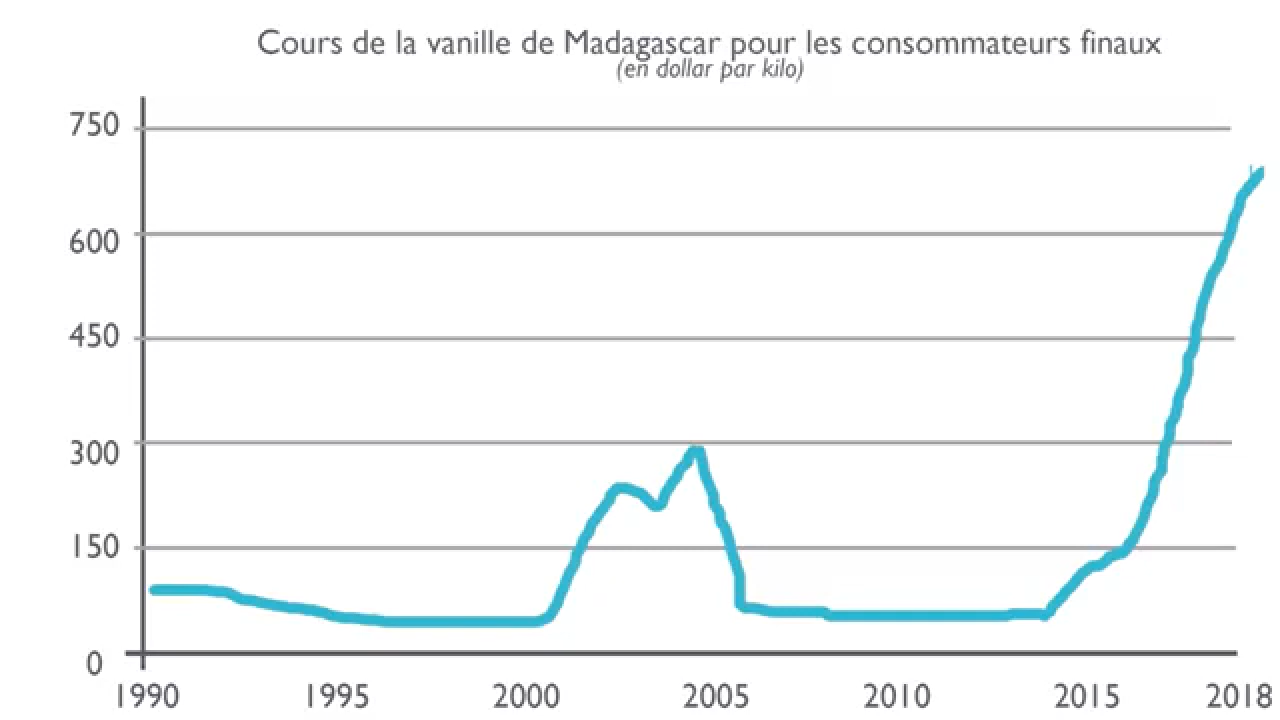 Cours de la vanille de Madagascar pour les consommateurs finaux
(en dollar par kilo)
750
600
450
300
150
0
1990 1995 2000 2005 2010 2015 2018